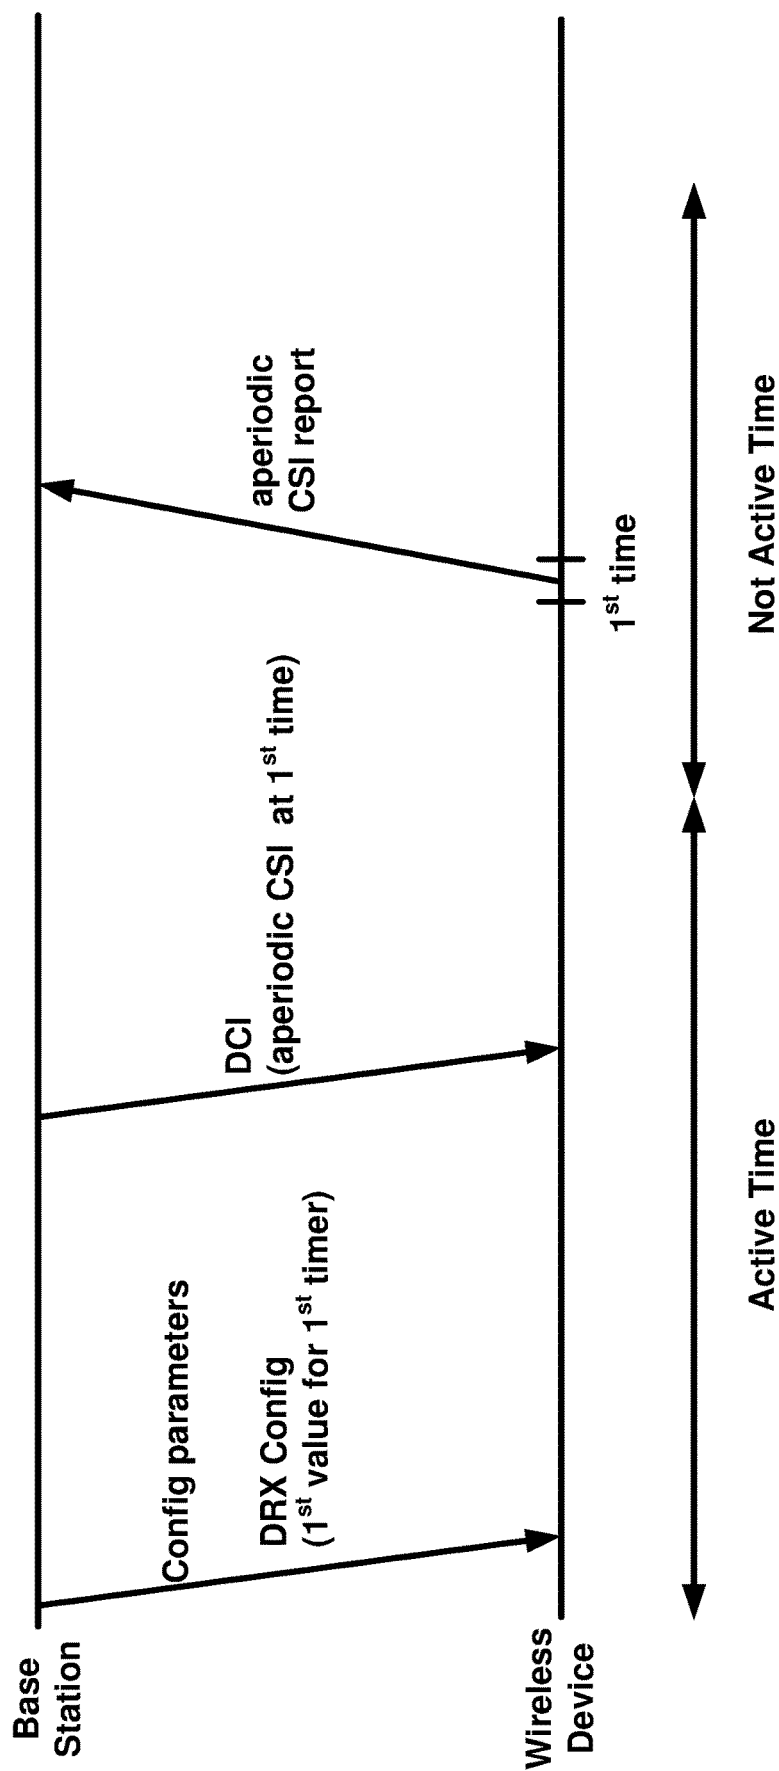 Base
Station
Config parameters
DRX Config
(1st value for 1st timer)
DCI
(aperiodic CSI at 1st time)
aperiodic
CSI report
Wireless
Device
1st time
Active Time
Not Active Time